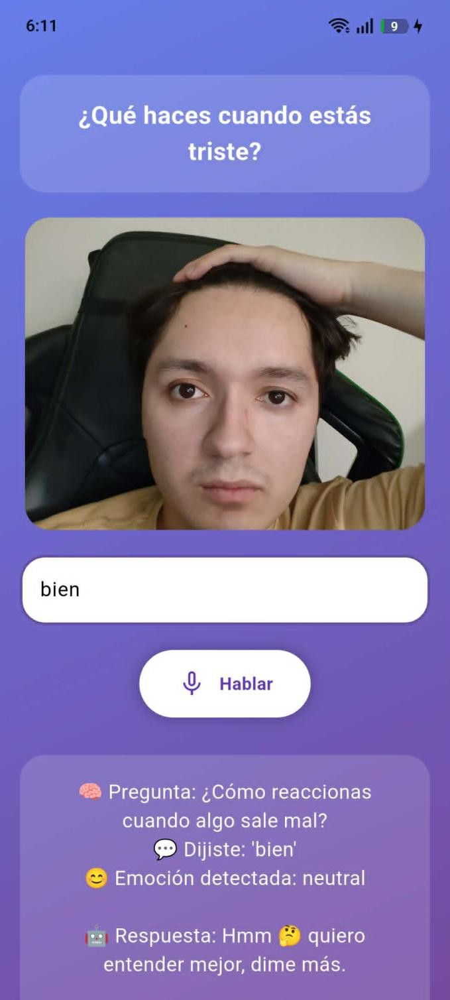 6:11
9
¿Qué haces cuando estás
triste?
bien
Hablar
🧠 Pregunta: ¿Cómo reaccionas
cuando algo sale mal?
💬 Dijiste: 'bien'
😊 Emoción detectada: neutral
🤖 Respuesta: Hmm 🤔 quiero
entender mejor, dime más.